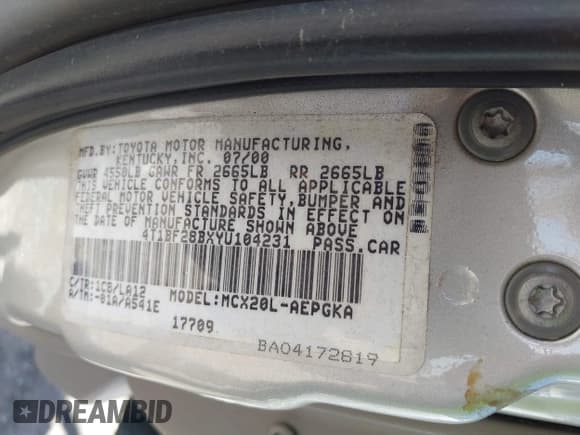 MFD.BY:TOYOTA MOTOR MANUFACTURING,
KENTUCKY,INC. 07/00
GVWR 4550LB GAWR FR 2665LB RR 2665LB
THIS VEHICLE CONFORMS TO ALL APPLICABLE
FEDERAL MOTOR VEHICLE SAFETY, BUMPER AND
THEFT PREVENTION STANDARDS IN EFFECT ON
THE DATE OF MANUFACTURE SHOWN ABOVE
4T1BF28BXYU104231 PASS.CAR
C/TR:1C8/LA12
A/TM:-01A/A541E
MODEL:MCX20L-AEPGKA
17709
BA04172819
DREAMBID